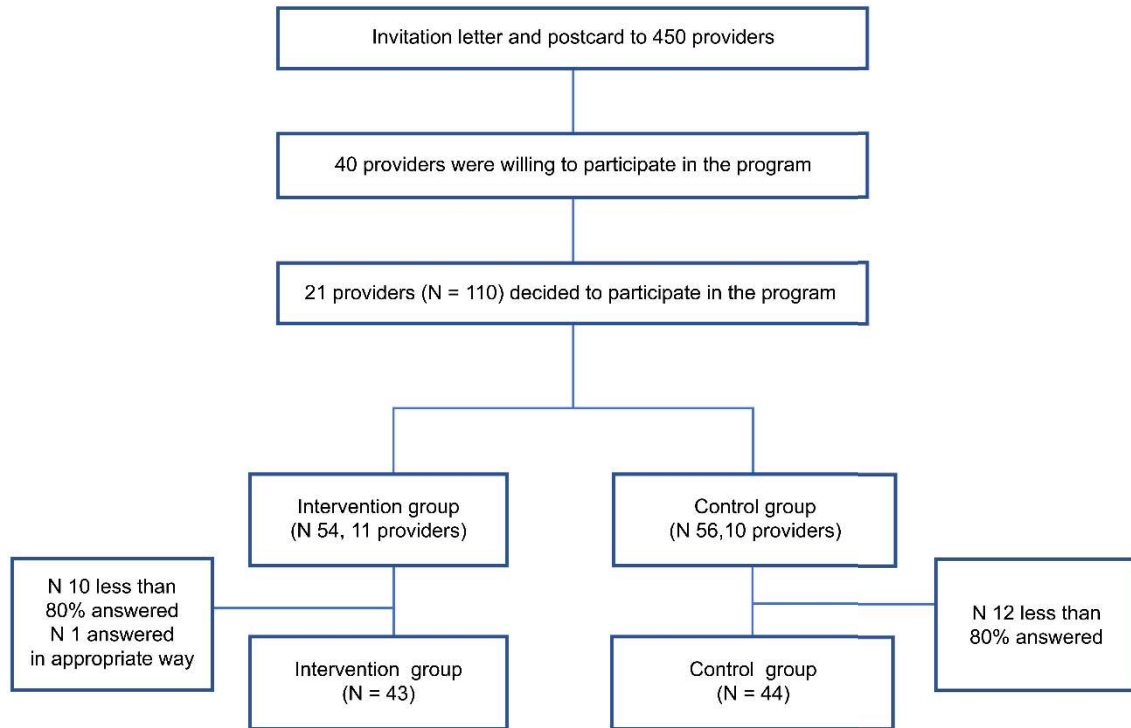 Invitation letter and postcard to 450 providers
40 providers were willing to participate in the program
21 providers (N = 110) decided to participate in the program
Intervention group
(N 54, 11 providers)
Control group
(N 56,10 providers)
N 10 less than
80% answered
N 1 answered
in appropriate way
N 12 less than
80% answered
Intervention group
(N = 43)
Control group
(N = 44)